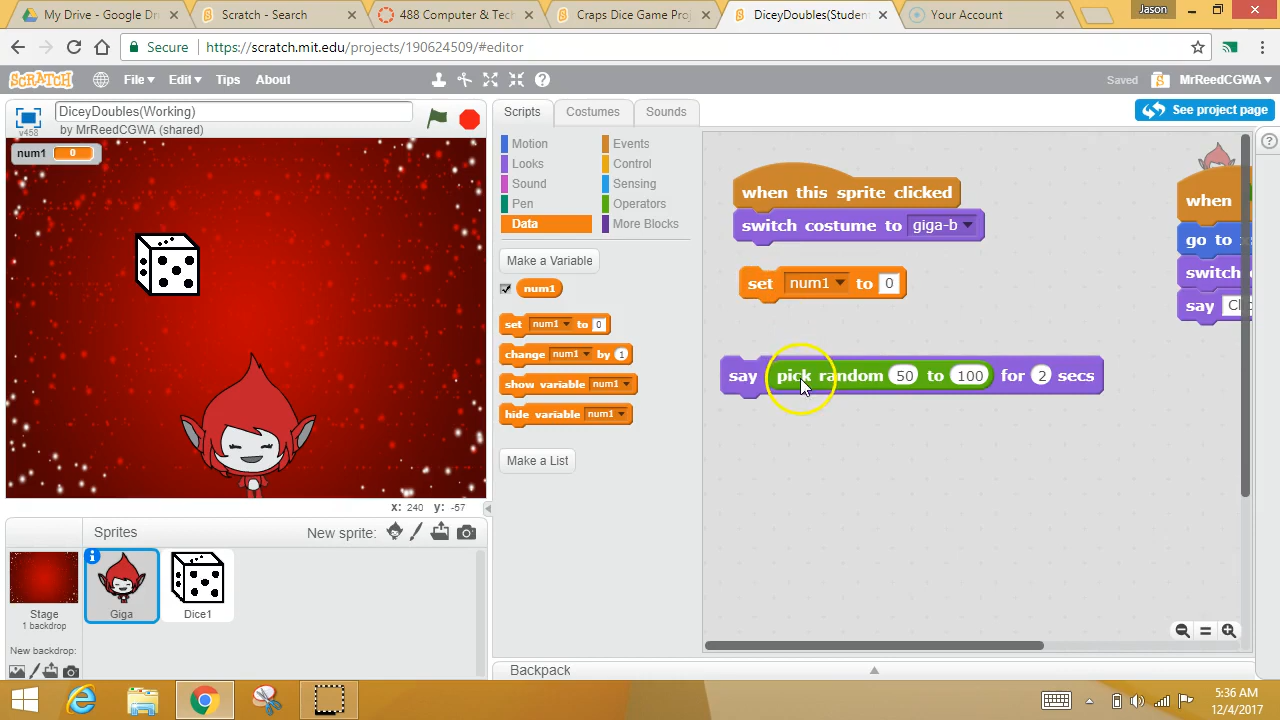 My Drive - Google Dr
Scratch - Search
488 Computer & Tech
Craps Dice Game Proj
DiceyDoubles(Student
Your Account
Jason
Secure
https://scratch.mit.edu/projects/190624509/#editor
SCRATCH
File
Edit
Tips
About
Saved
MrReedCGWA
v458
DiceyDoubles(Working)
by MrReedCGWA (shared)
Scripts
Costumes
Sounds
See project page
num1 0
Motion
Looks
Sound
Pen
Data
Events
Control
Sensing
Operators
More Blocks
Make a Variable
num1
set num1 to 0
change num1 by 1
show variable num1
hide variable num1
Make a List
when this sprite clicked
switch costume to giga-b
set num1 to 0
say pick random 50 to 100 for 2 secs
when
go to
switch
say
x: 240 y: -57
Sprites
New sprite:
Stage
1 backdrop
New backdrop:
Giga
Dice1
Backpack
5:36 AM
12/4/2017